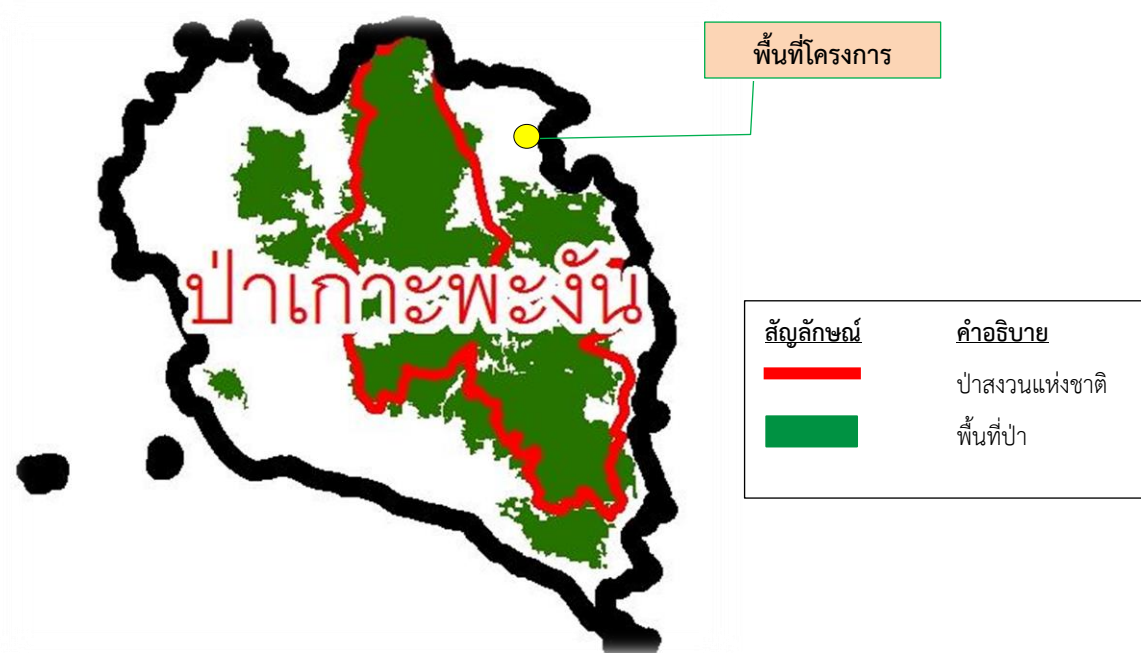 พื้นที่โครงการ
ป่าเกาะพะงัน
สัญลักษณ์ คำอธิบาย
ป่าสงวนแห่งชาติ
พื้นที่ป่า